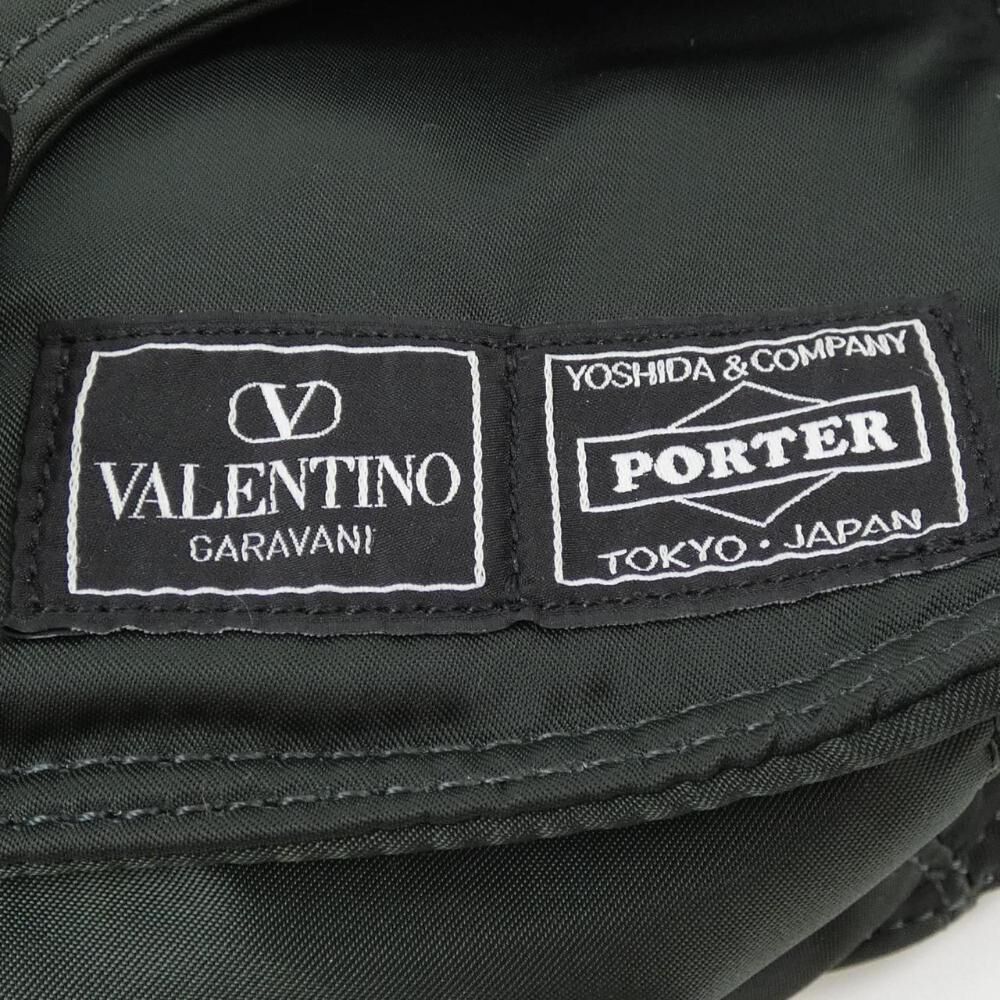 V
VALENTINO
GARAVANI
YOSHIDA & COMPANY
PORTER
TOKYO · JAPAN